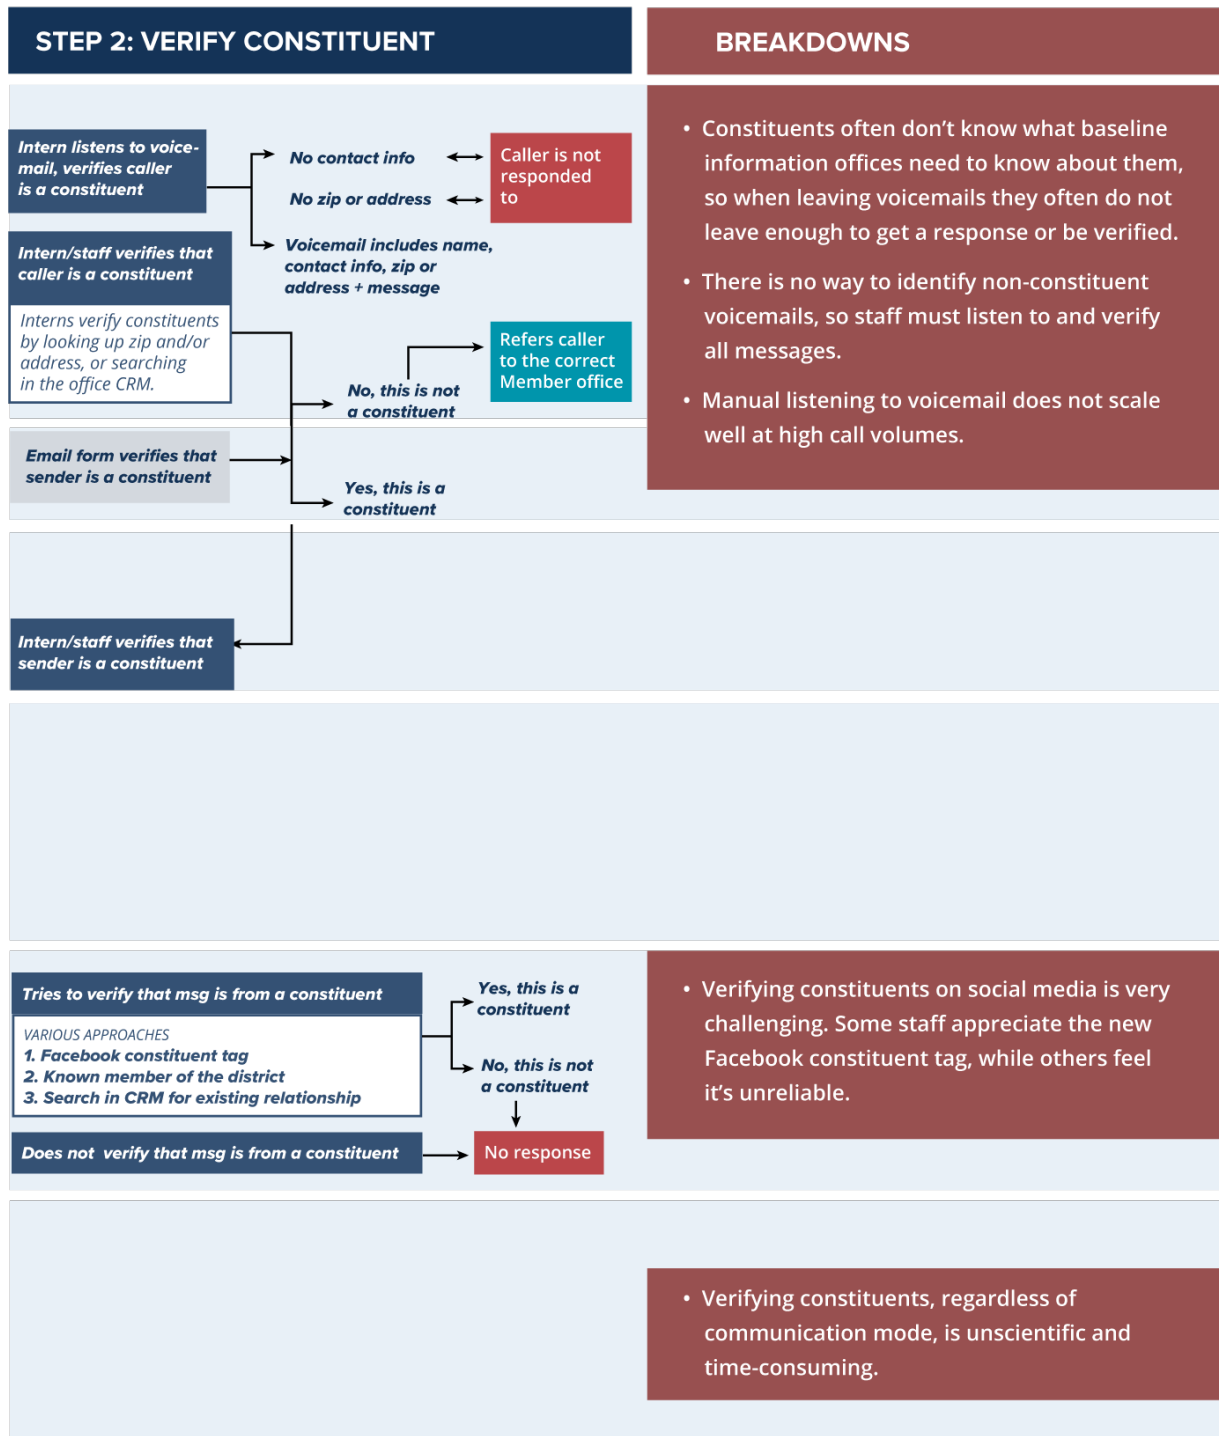 STEP 2: VERIFY CONSTITUENT
BREAKDOWNS
Intern listens to voice-
mail, verifies caller
is a constituent
No contact info
No zip or address
Caller is not
responded
to
Voicemail includes name,
contact info, zip or
address + message
Intern/staff verifies that
caller is a constituent
Interns verify constituents
by looking up zip and/or
address, or searching
in the office CRM.
Refers caller
to the correct
Member office
No, this is not
a constituent
Email form verifies that
sender is a constituent
Yes, this is a
constituent
• Constituents often don’t know what baseline
information offices need to know about them,
so when leaving voicemails they often do not
leave enough to get a response or be verified.
• There is no way to identify non-constituent
voicemails, so staff must listen to and verify
all messages.
• Manual listening to voicemail does not scale
well at high call volumes.
Intern/staff verifies that
sender is a constituent
Tries to verify that msg is from a constituent
VARIOUS APPROACHES
1. Facebook constituent tag
2. Known member of the district
3. Search in CRM for existing relationship
Yes, this is a
constituent
No, this is not
a constituent
Does not verify that msg is from a constituent
No response
• Verifying constituents on social media is very
challenging. Some staff appreciate the new
Facebook constituent tag, while others feel
it’s unreliable.
• Verifying constituents, regardless of
communication mode, is unscientific and
time-consuming.